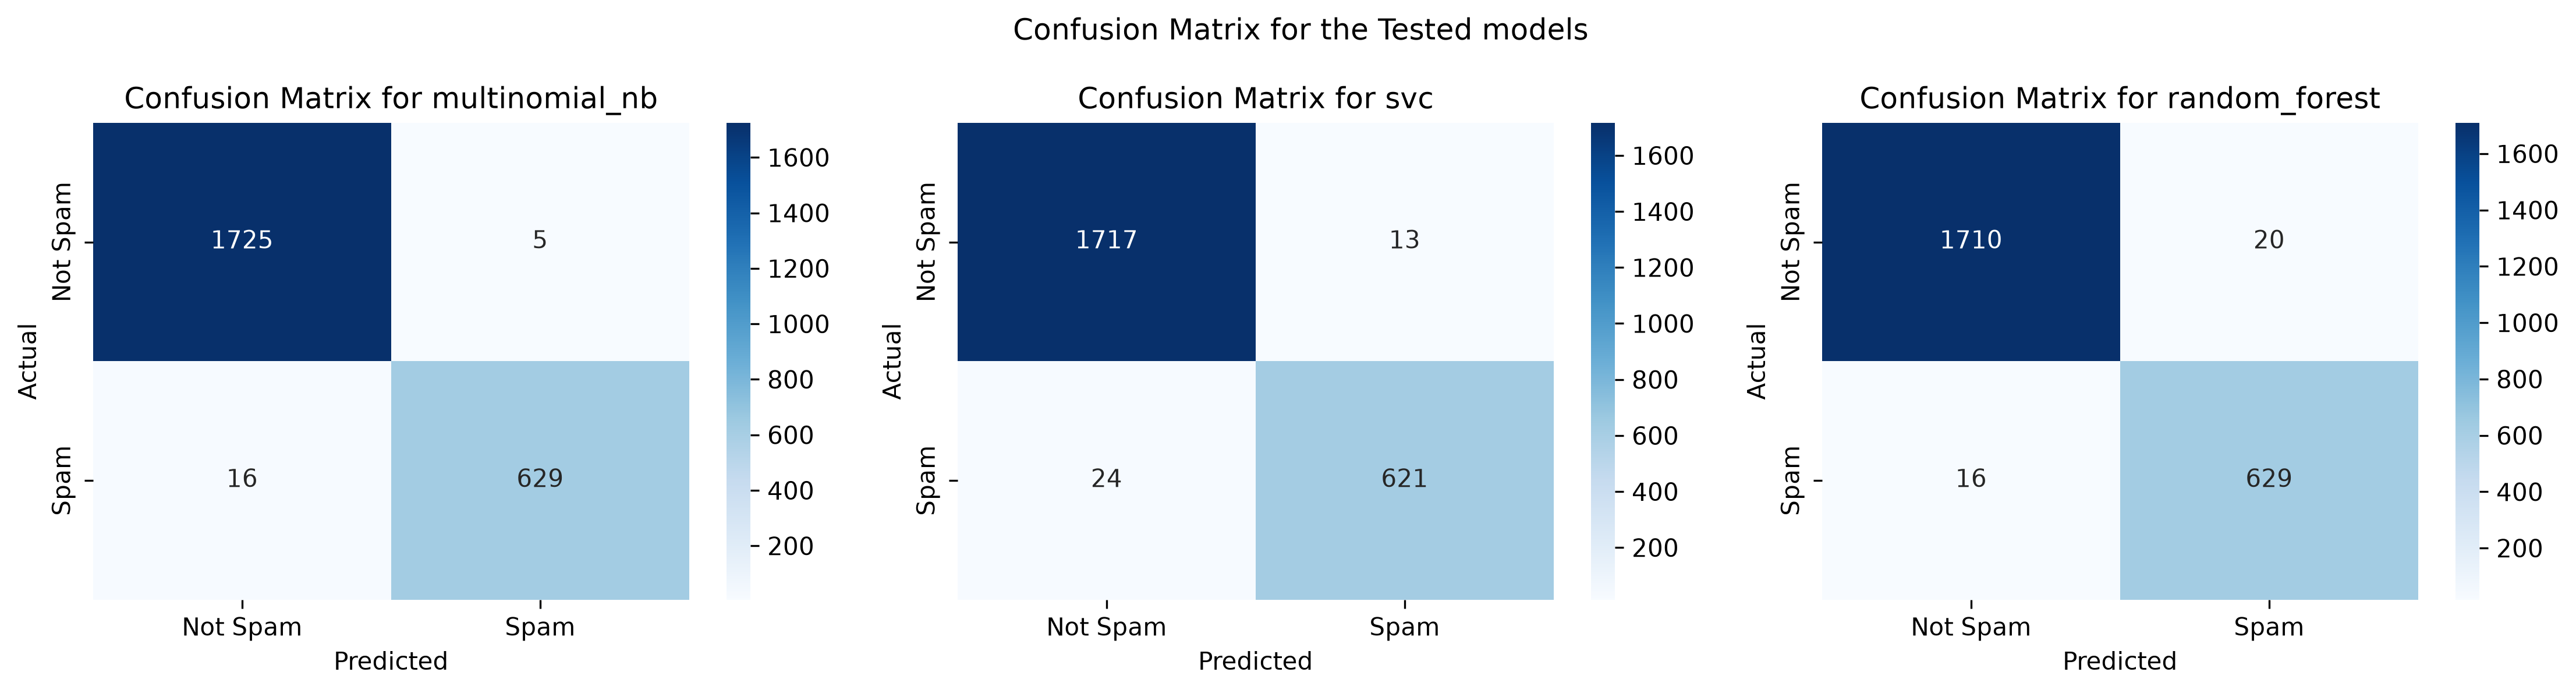 Confusion Matrix for the Tested models
Confusion Matrix for multinomial_nb
Actual
Not Spam
Spam
1725
5
16
629
Not Spam
Spam
Predicted
1600
1400
1200
1000
800
600
400
200
Confusion Matrix for svc
Actual
Not Spam
Spam
1717
13
24
621
Not Spam
Spam
Predicted
1600
1400
1200
1000
800
600
400
200
Confusion Matrix for random_forest
Actual
Not Spam
Spam
1710
20
16
629
Not Spam
Spam
Predicted
1600
1400
1200
1000
800
600
400
200